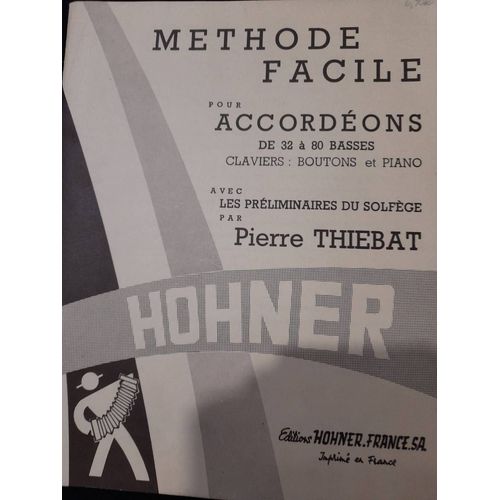 METHODE
FACILE
POUR
ACCORDÉONS
DE 32 à 80 BASSES
CLAVIERS : BOUTONS et PIANO
AVEC
LES PRÉLIMINAIRES DU SOLFÈGE
PAR
Pierre THIEBAT
HOHNER
Editions HOHNER.FRANCE.S.A.
Imprimé en France